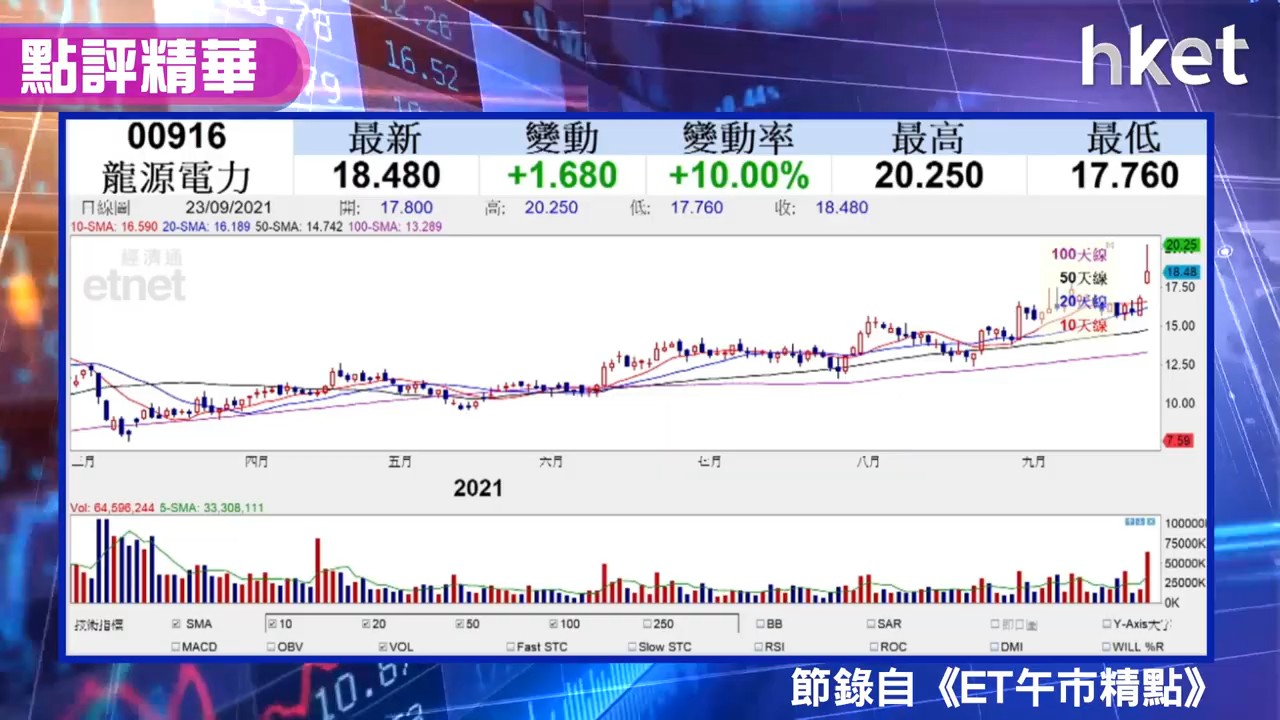 點評精華
hket
00916 最新 變動 變動率 最高 最低
龍源電力 18.480 +1.680 +10.00% 20.250 17.760
日線圖 23/09/2021 開: 17.800 高: 20.250 低: 17.760 收: 18.480
10-SMA: 16.590 20-SMA: 16.189 50-SMA: 14.742 100-SMA: 13.289
經濟通
etnet
100天線
50天線
20天線
10天線
20.25
18.48
17.50
15.00
12.50
10.00
7.59
三月 四月 五月 六月 七月 八月 九月
2021
Vol: 64,596,244 5-SMA: 33,308,111
100000K
75000K
50000K
25000K
0K
技術指標 SMA 10 20 50 100 250 BB SAR Y-Axis大
MACD OBV VOL Fast STC Slow STC RSI ROC DMI WILL %R
節錄自《ET午市精點》